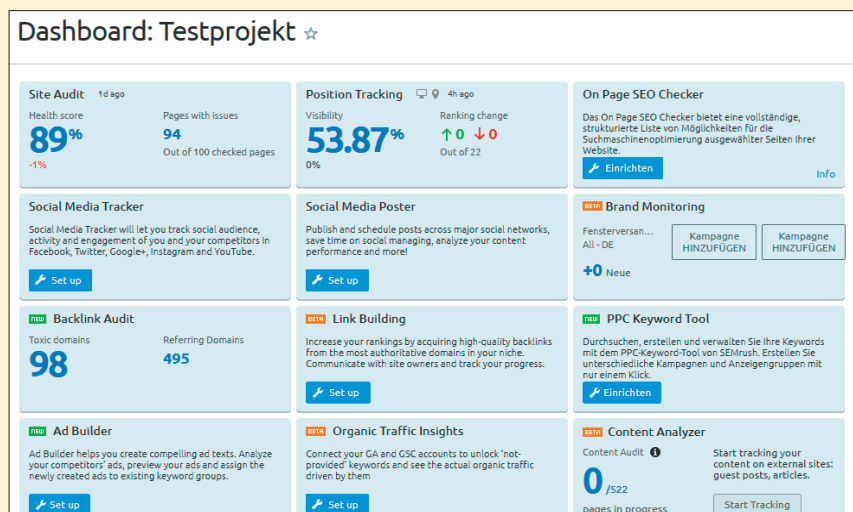 Dashboard: Testprojekt
Site Audit 1d ago
Health score
89%
-1%
Pages with issues
94
Out of 100 checked pages
Position Tracking 4h ago
Visibility
53.87%
0%
Ranking change
↑0 ↓0
Out of 22
On Page SEO Checker
Das On Page SEO Checker bietet eine vollständige,
strukturierte Liste von Möglichkeiten für die
Suchmaschinenoptimierung ausgewählter Seiten Ihrer
Website.
Einrichten
Info
Social Media Tracker
Social Media Tracker will let you track social audience,
activity and engagement of you and your competitors in
Facebook, Twitter, Google+, Instagram and YouTube.
Set up
Social Media Poster
Publish and schedule posts across major social networks,
save time on social managing, analyze your content
performance and more!
Set up
BETA Brand Monitoring
Fensterversan...
All - DE
+0 Neue
Kampagne
HINZUFÜGEN
Kampagne
HINZUFÜGEN
NEW Backlink Audit
Toxic domains
98
Referring Domains
495
BETA Link Building
Increase your rankings by acquiring high-quality backlinks
from the most authoritative domains in your niche.
Communicate with site owners and track your progress.
Set up
NEW PPC Keyword Tool
Durchsuchen, erstellen und verwalten Sie Ihre Keywords
mit dem PPC-Keyword-Tool von SEMrush. Erstellen Sie
unterschiedliche Kampagnen und Anzeigengruppen mit
nur einem Klick.
Einrichten
NEW Ad Builder
Ad Builder helps you create compelling ad texts. Analyze
your competitors' ads, preview your ads and assign the
newly created ads to existing keyword groups.
Set up
BETA Organic Traffic Insights
Connect your GA and GSC accounts to unlock 'not-
provided' keywords and see the actual organic traffic
driven by them
Set up
BETA Content Analyzer
Content Audit
0/522
pages in progress
Start tracking your
content on external sites:
guest posts, articles.
Start Tracking